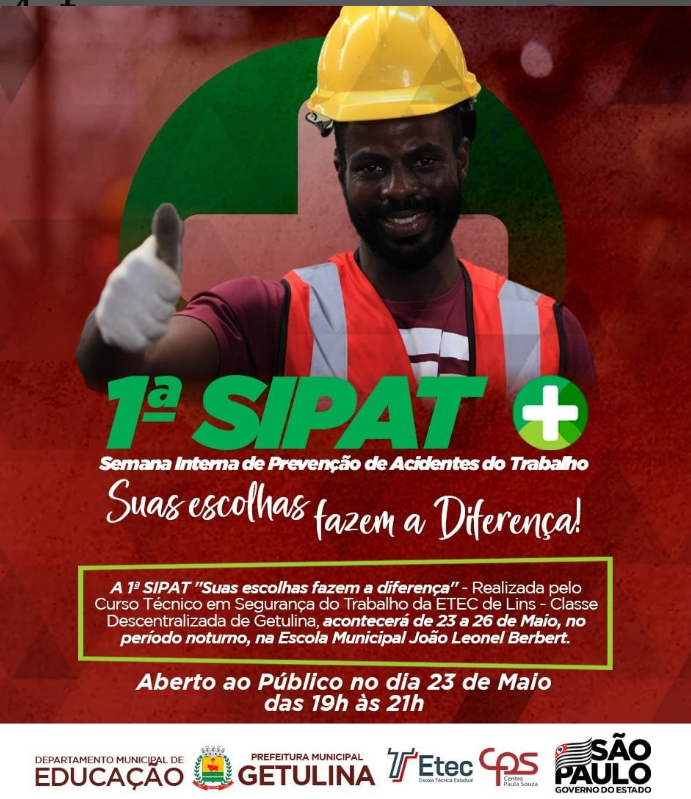 1ª SIPAT
Semana Interna de Prevenção de Acidentes do Trabalho
Suas escolhas fazem a Diferença!
A 1ª SIPAT "Suas escolhas fazem a diferença" - Realizada pelo
Curso Técnico em Segurança do Trabalho da ETEC de Lins - Classe
Descentralizada de Getulina, acontecerá de 23 a 26 de Maio, no
período noturno, na Escola Municipal João Leonel Berbert.
Aberto ao Público no dia 23 de Maio
das 19h às 21h
DEPARTAMENTO MUNICIPAL DE
EDUCAÇÃO
PREFEITURA MUNICIPAL
GETULINA
Etec
Escola Técnica Estadual
CPS
Centro
Paula Souza
SÃO
PAULO
GOVERNO DO ESTADO